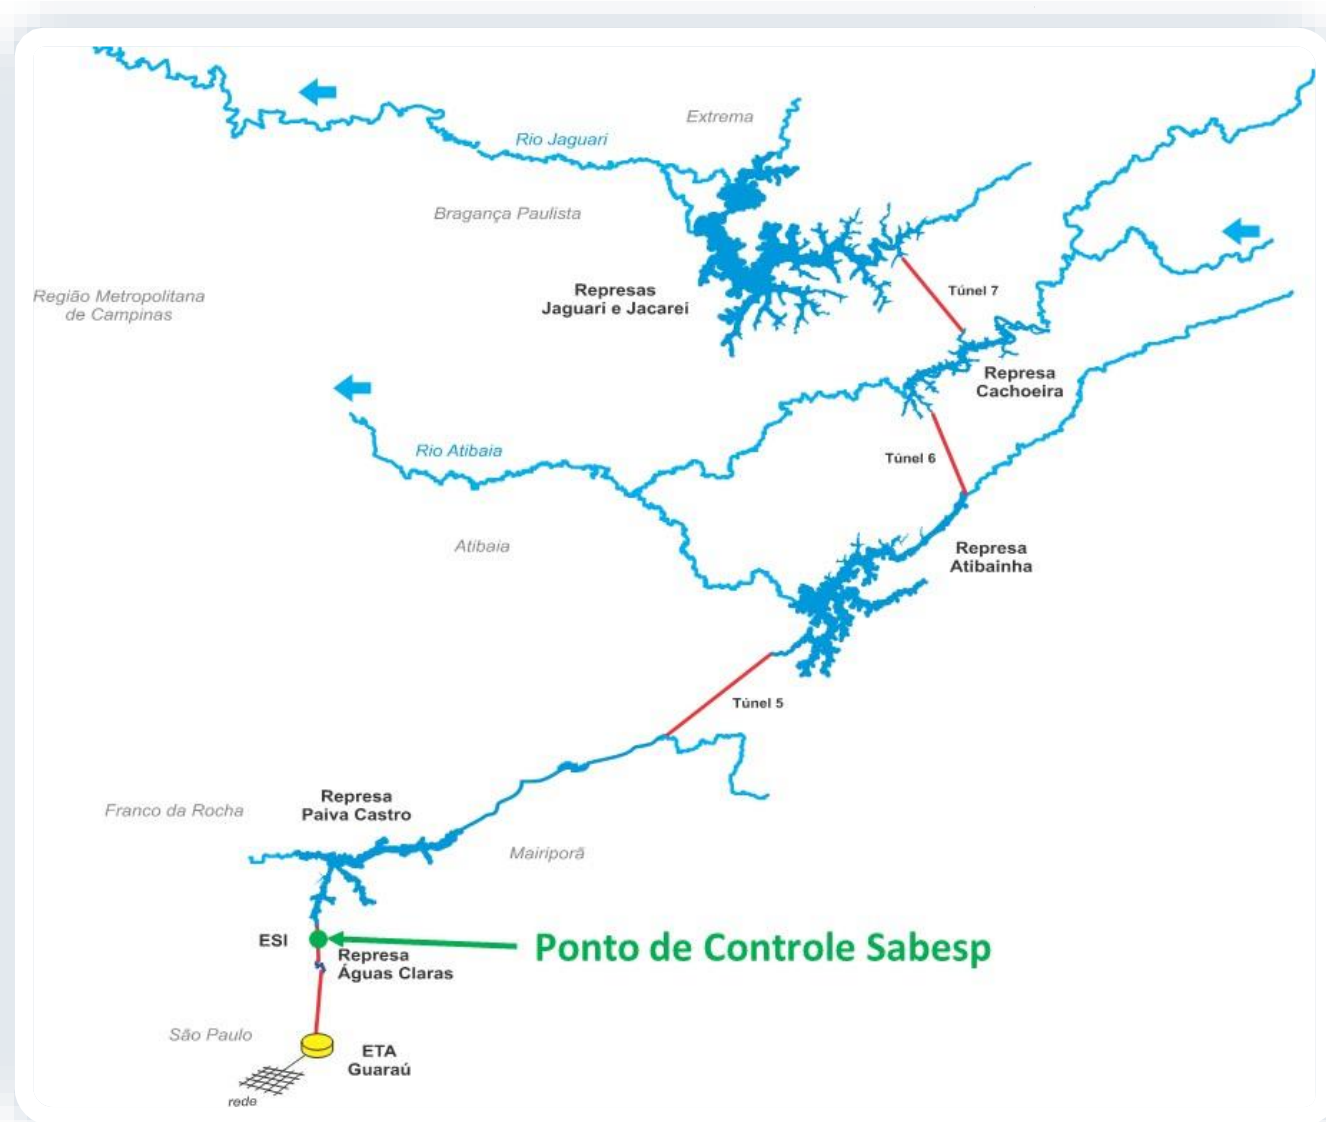 Extrema
Rio Jaguari
Bragança Paulista
Região Metropolitana
de Campinas
Represas
Jaguari e Jacareí
Túnel 7
Represa
Cachoeira
Rio Atibaia
Túnel 6
Atibaia
Represa
Atibainha
Túnel 5
Franco da Rocha
Represa
Paiva Castro
Mairiporã
ESI
Ponto de Controle Sabesp
Represa
Águas Claras
São Paulo
ETA
Guaraú
rede